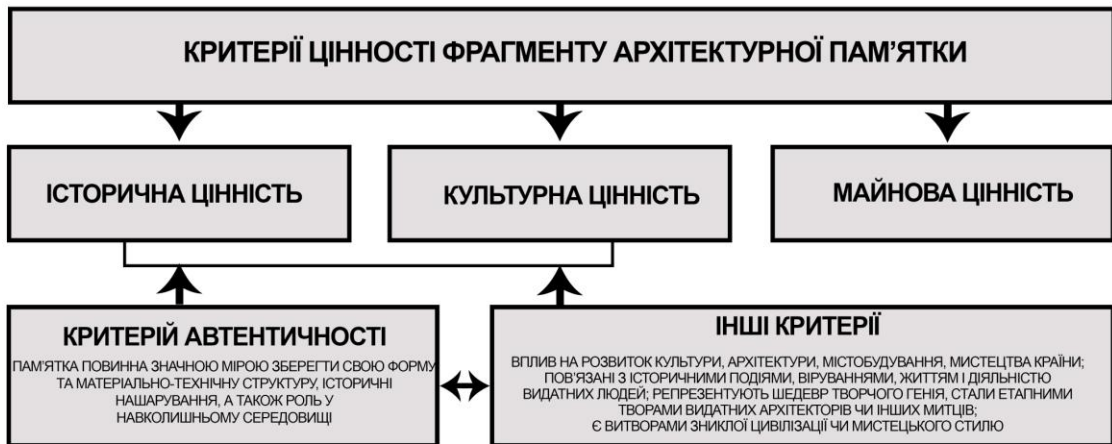 КРИТЕРІЇ ЦІННОСТІ ФРАГМЕНТУ АРХІТЕКТУРНОЇ ПАМ'ЯТКИ
ІСТОРИЧНА ЦІННІСТЬ
КУЛЬТУРНА ЦІННІСТЬ
МАЙНОВА ЦІННІСТЬ
КРИТЕРІЙ АВТЕНТИЧНОСТІ
ПАМ'ЯТКА ПОВИННА ЗНАЧНОЮ МІРОЮ ЗБЕРЕГТИ СВОЮ ФОРМУ
ТА МАТЕРІАЛЬНО-ТЕХНІЧНУ СТРУКТУРУ, ІСТОРИЧНІ
НАШАРУВАННЯ, А ТАКОЖ РОЛЬ У
НАВКОЛИШНЬОМУ СЕРЕДОВИЩІ
ІНШІ КРИТЕРІЇ
ВПЛИВ НА РОЗВИТОК КУЛЬТУРИ, АРХІТЕКТУРИ, МІСТОБУДУВАННЯ, МИСТЕЦТВА КРАЇНИ;
ПОВ'ЯЗАНІ З ІСТОРИЧНИМИ ПОДІЯМИ, ВІРУВАННЯМИ, ЖИТТЯМ І ДІЯЛЬНІСТЮ
ВИДАТНИХ ЛЮДЕЙ; РЕПРЕЗЕНТУЮТЬ ШЕДЕВР ТВОРЧОГО ГЕНІЯ, СТАЛИ ЕТАПНИМИ
ТВОРАМИ ВИДАТНИХ АРХІТЕКТОРІВ ЧИ ІНШИХ МИТЦІВ;
Є ВИТВОРАМИ ЗНИКЛОЇ ЦИВІЛІЗАЦІЇ ЧИ МИСТЕЦЬКОГО СТИЛЮ